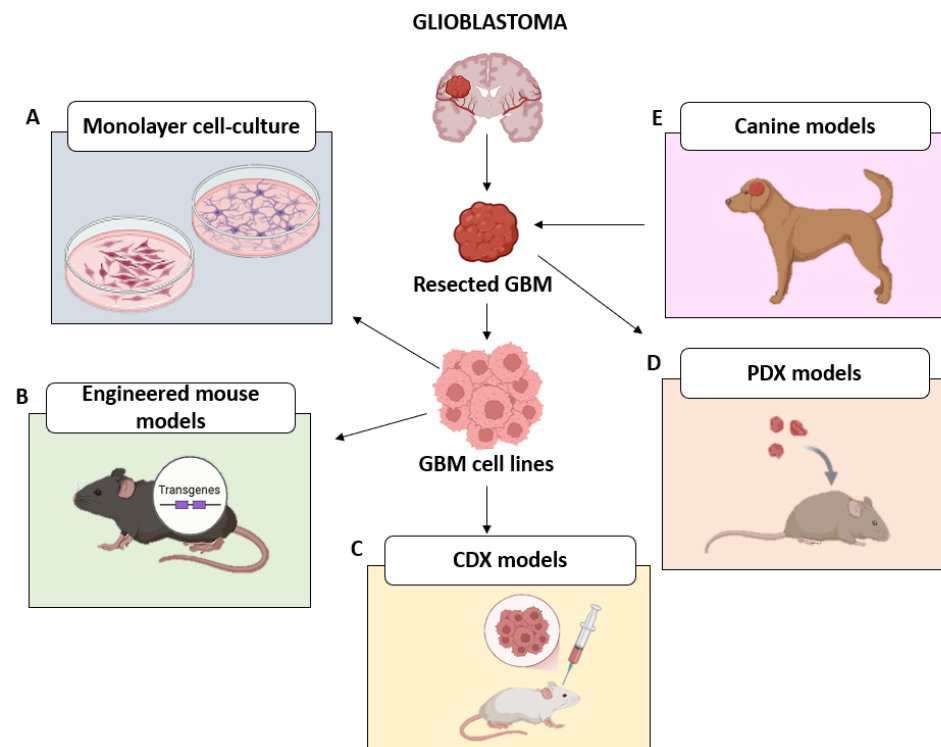 GLIOBLASTOMA
A
Monolayer cell-culture
E
Canine models
Resected GBM
B
Engineered mouse
models
Transgenes
D
PDX models
GBM cell lines
C
CDX models